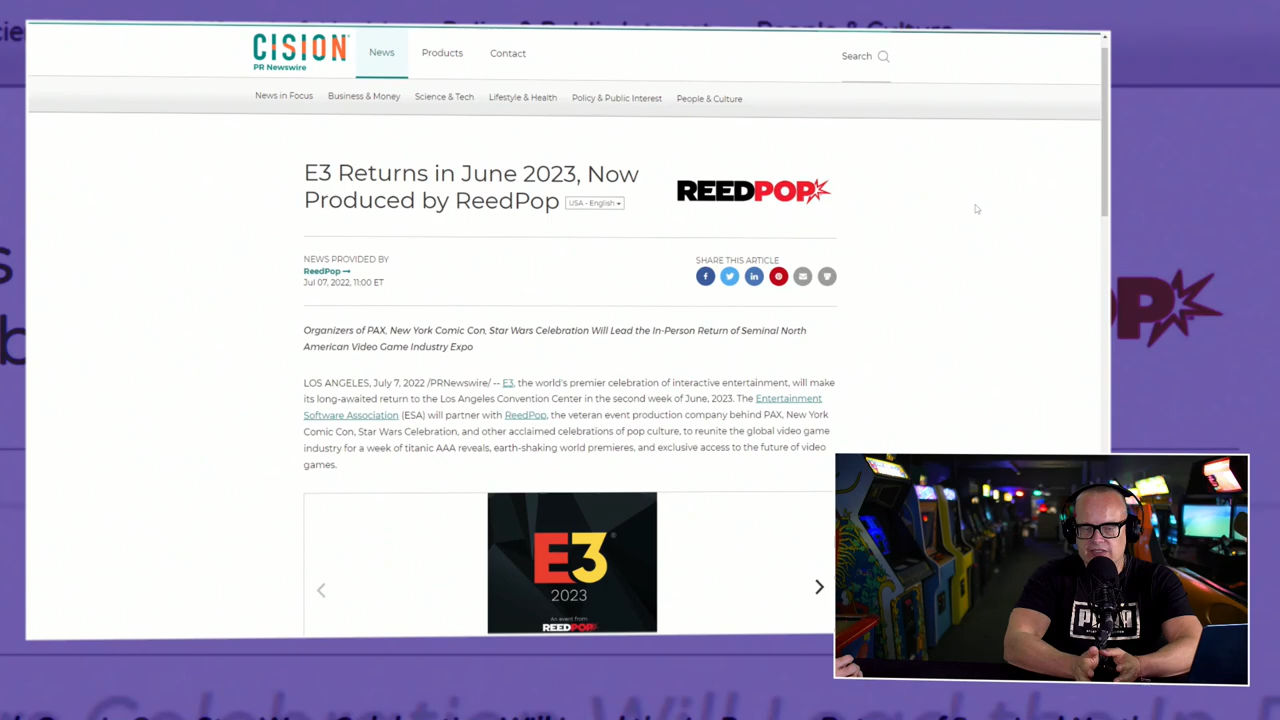 CISION
PR Newswire
News
Products
Contact
Search
News in Focus
Business & Money
Science & Tech
Lifestyle & Health
Policy & Public Interest
People & Culture
E3 Returns in June 2023, Now
Produced by ReedPop
USA - English
REEDPOP
NEWS PROVIDED BY
ReedPop
Jul 07, 2022, 11:00 ET
SHARE THIS ARTICLE
Organizers of PAX, New York Comic Con, Star Wars Celebration Will Lead the In-Person Return of Seminal North
American Video Game Industry Expo
LOS ANGELES, July 7, 2022 /PRNewswire/ -- E3, the world's premier celebration of interactive entertainment, will make
its long-awaited return to the Los Angeles Convention Center in the second week of June, 2023. The Entertainment
Software Association (ESA) will partner with ReedPop, the veteran event production company behind PAX, New York
Comic Con, Star Wars Celebration, and other acclaimed celebrations of pop culture, to reunite the global video game
industry for a week of titanic AAA reveals, earth-shaking world premieres, and exclusive access to the future of video
games.
E3
2023
An event from
REEDPOP